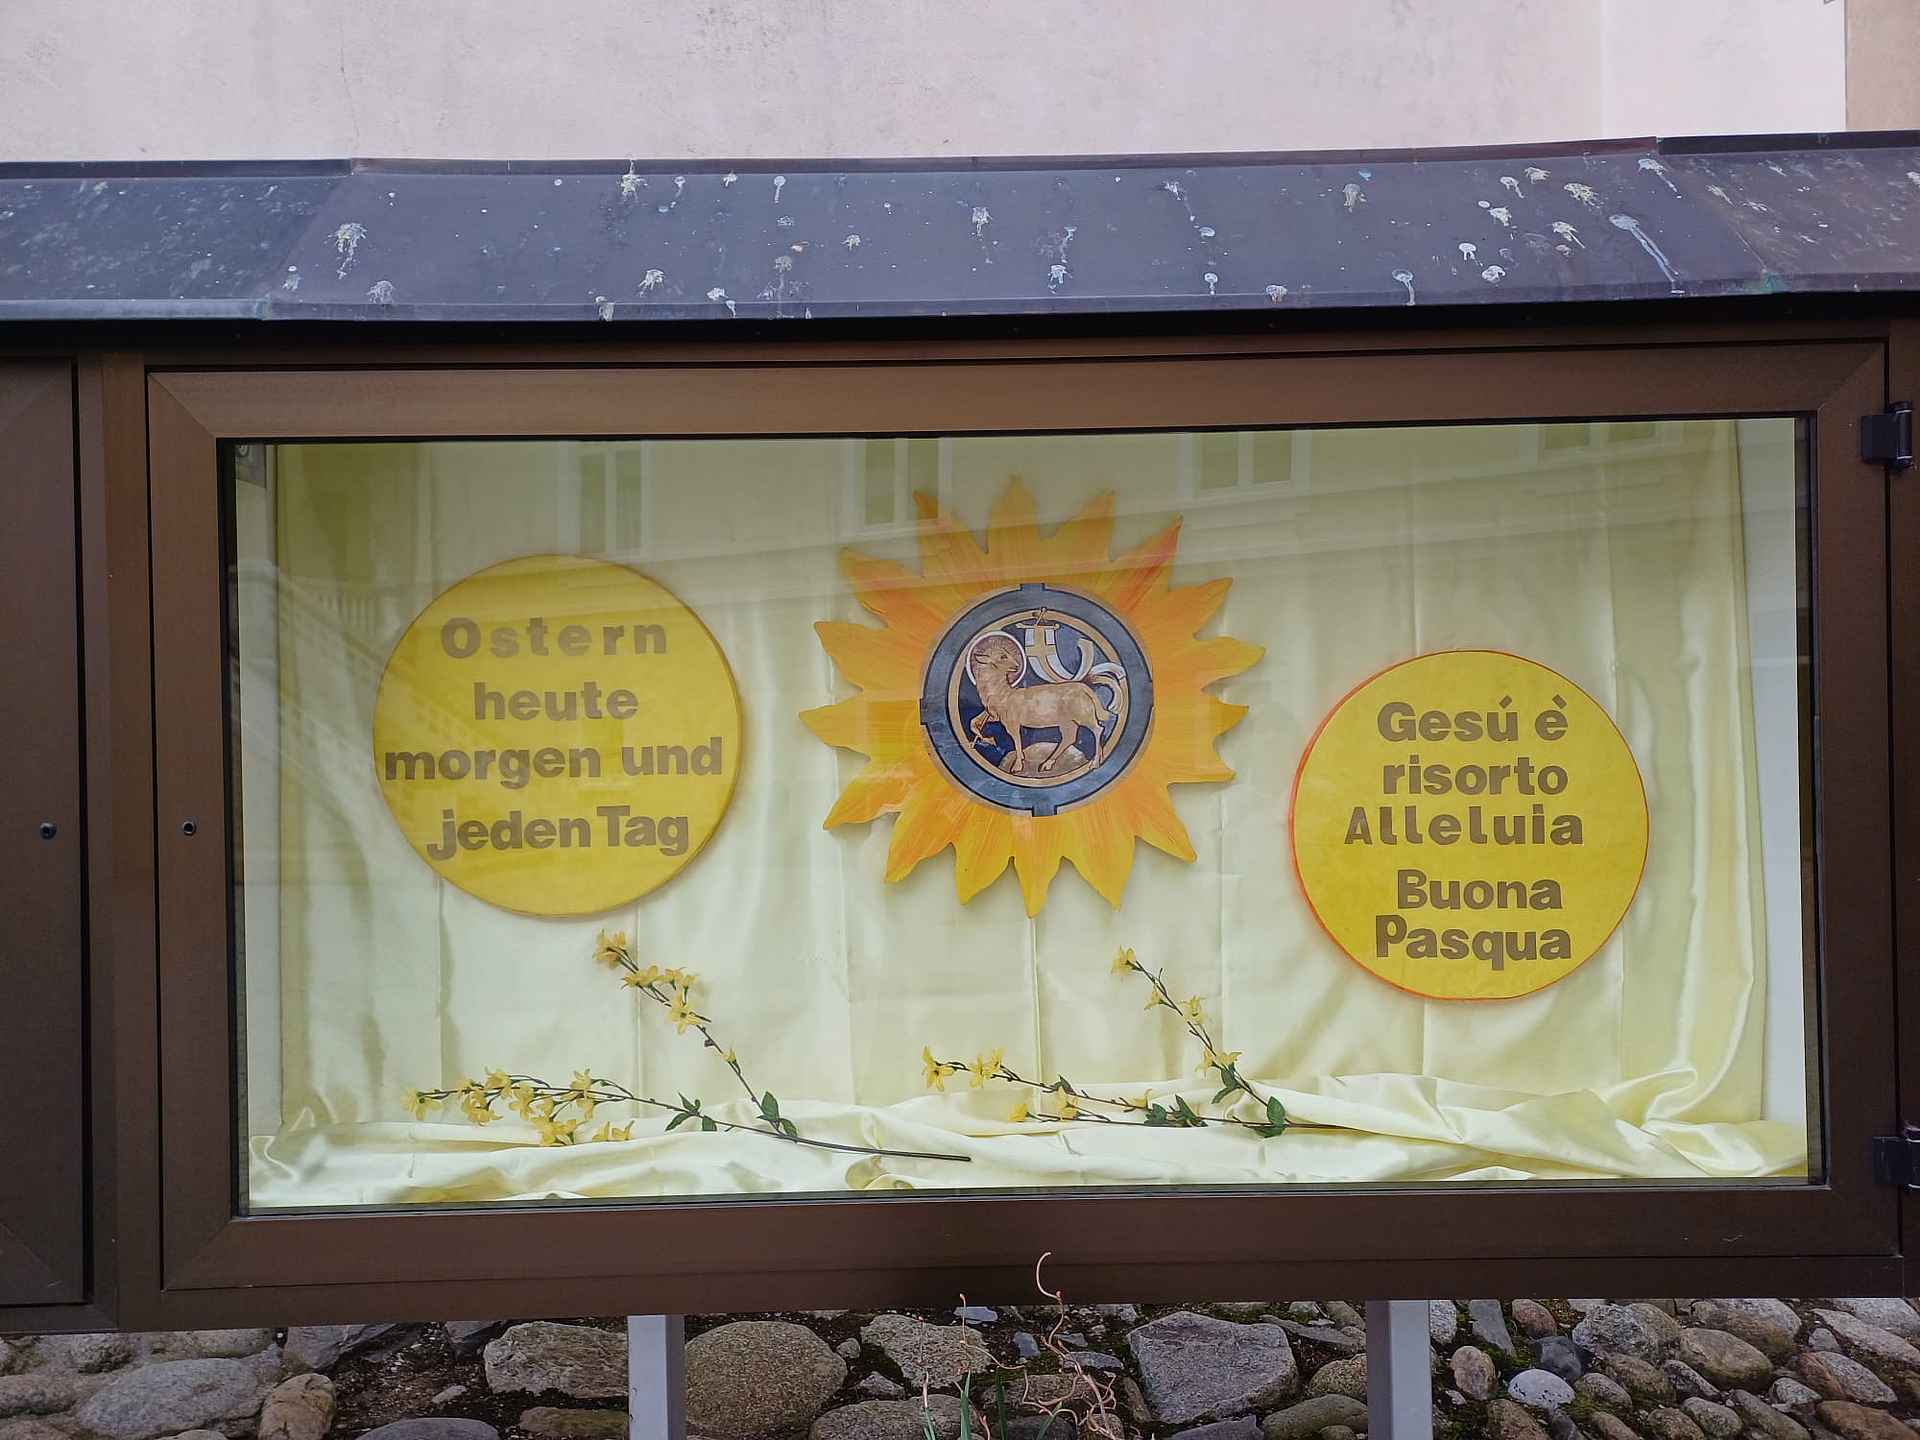 Ostern
heute
morgen und
jeden Tag
Gesú è
risorto
Alleluia
Buona
Pasqua